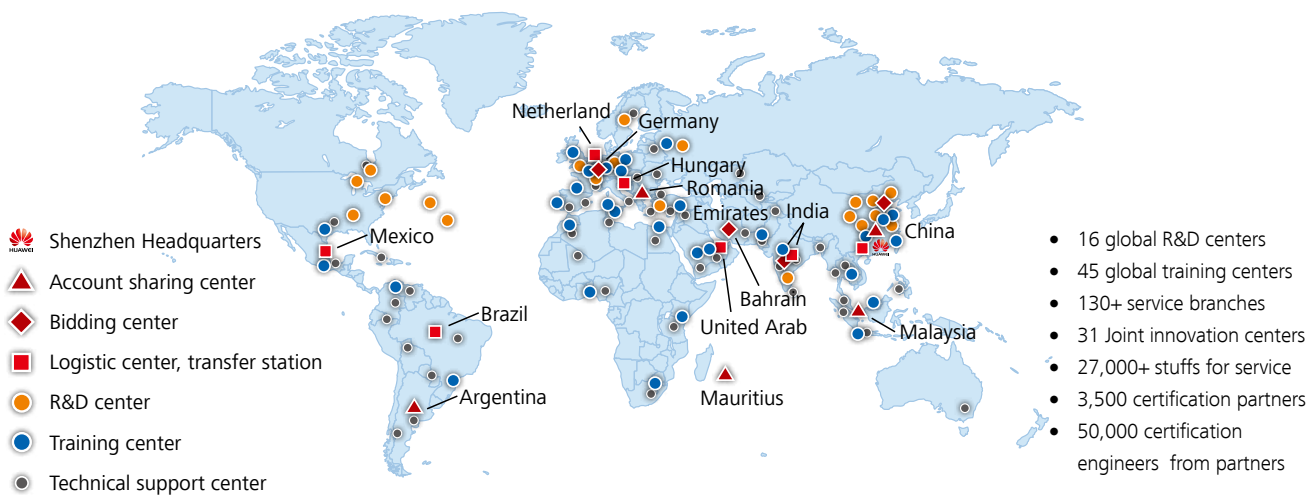 Netherland
Germany
Hungary
Romania
Emirates
India
Mexico
China
Bahrain
Brazil
United Arab
Malaysia
Argentina
Mauritius
HUAWEI
HUAWEI
Shenzhen Headquarters
Account sharing center
Bidding center
Logistic center, transfer station
R&D center
Training center
Technical support center
• 16 global R&D centers
• 45 global training centers
• 130+ service branches
• 31 Joint innovation centers
• 27,000+ stuffs for service
• 3,500 certification partners
• 50,000 certification
engineers from partners